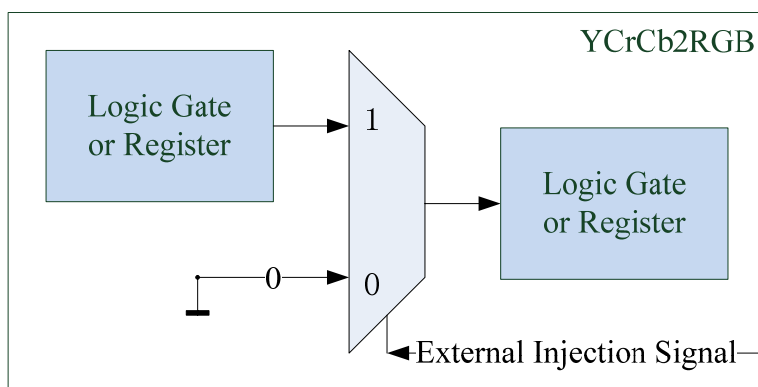 YCrCb2RGB
Logic Gate
or Register
1
Logic Gate
or Register
0
0
External Injection Signal